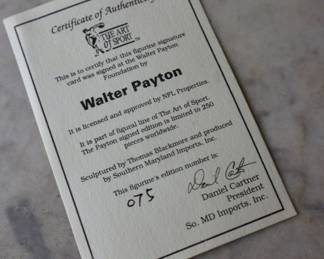 Certificate of Authenticity
THE ART
OF SPORT
This is to certify that this figurine signature
card was signed at the Walter Payton
Foundation by
Walter Payton
It is licensed and approved by NFL Properties.
It is part of figural line of The Art of Sport.
The Payton signed edition is limited to 250
pieces worldwide.
Sculptured by Thomas Blackmore and produced
by Southern Maryland Imports, Inc.
This figurine's edition number is:
075
Daniel Cartner
President
So. MD Imports, Inc.